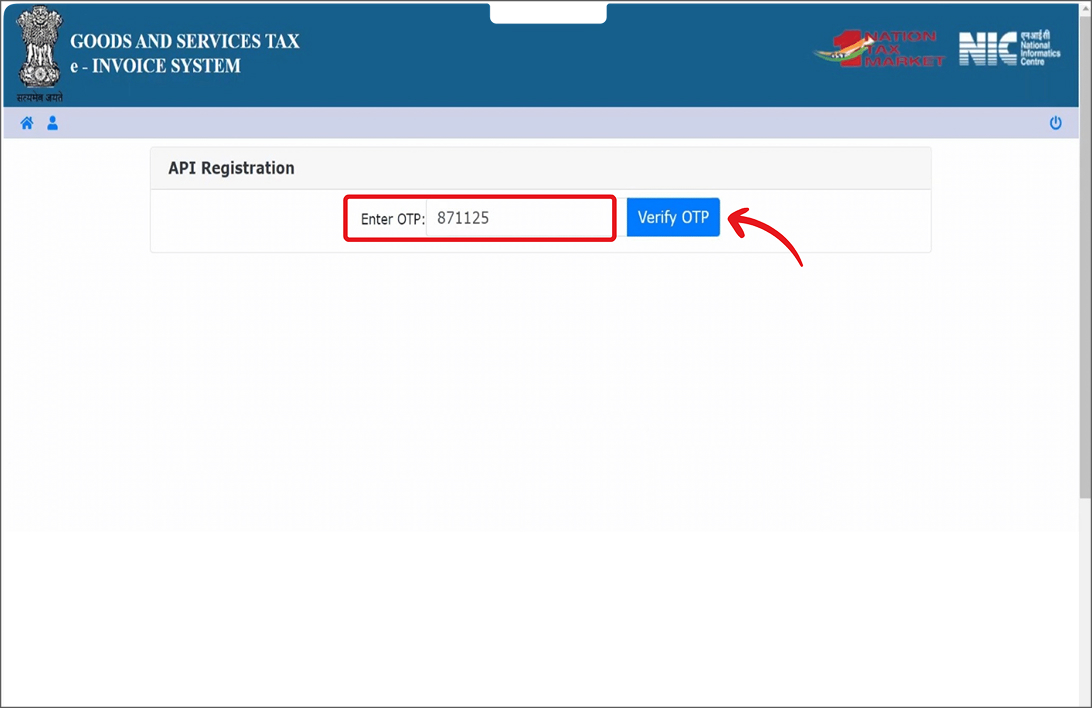 GOODS AND SERVICES TAX
e - INVOICE SYSTEM
सत्यमेव जयते
GST
1 NATION
TAX
MARKET
NIC
एन आई सी
National
Informatics
Centre
API Registration
Enter OTP: 871125
Verify OTP